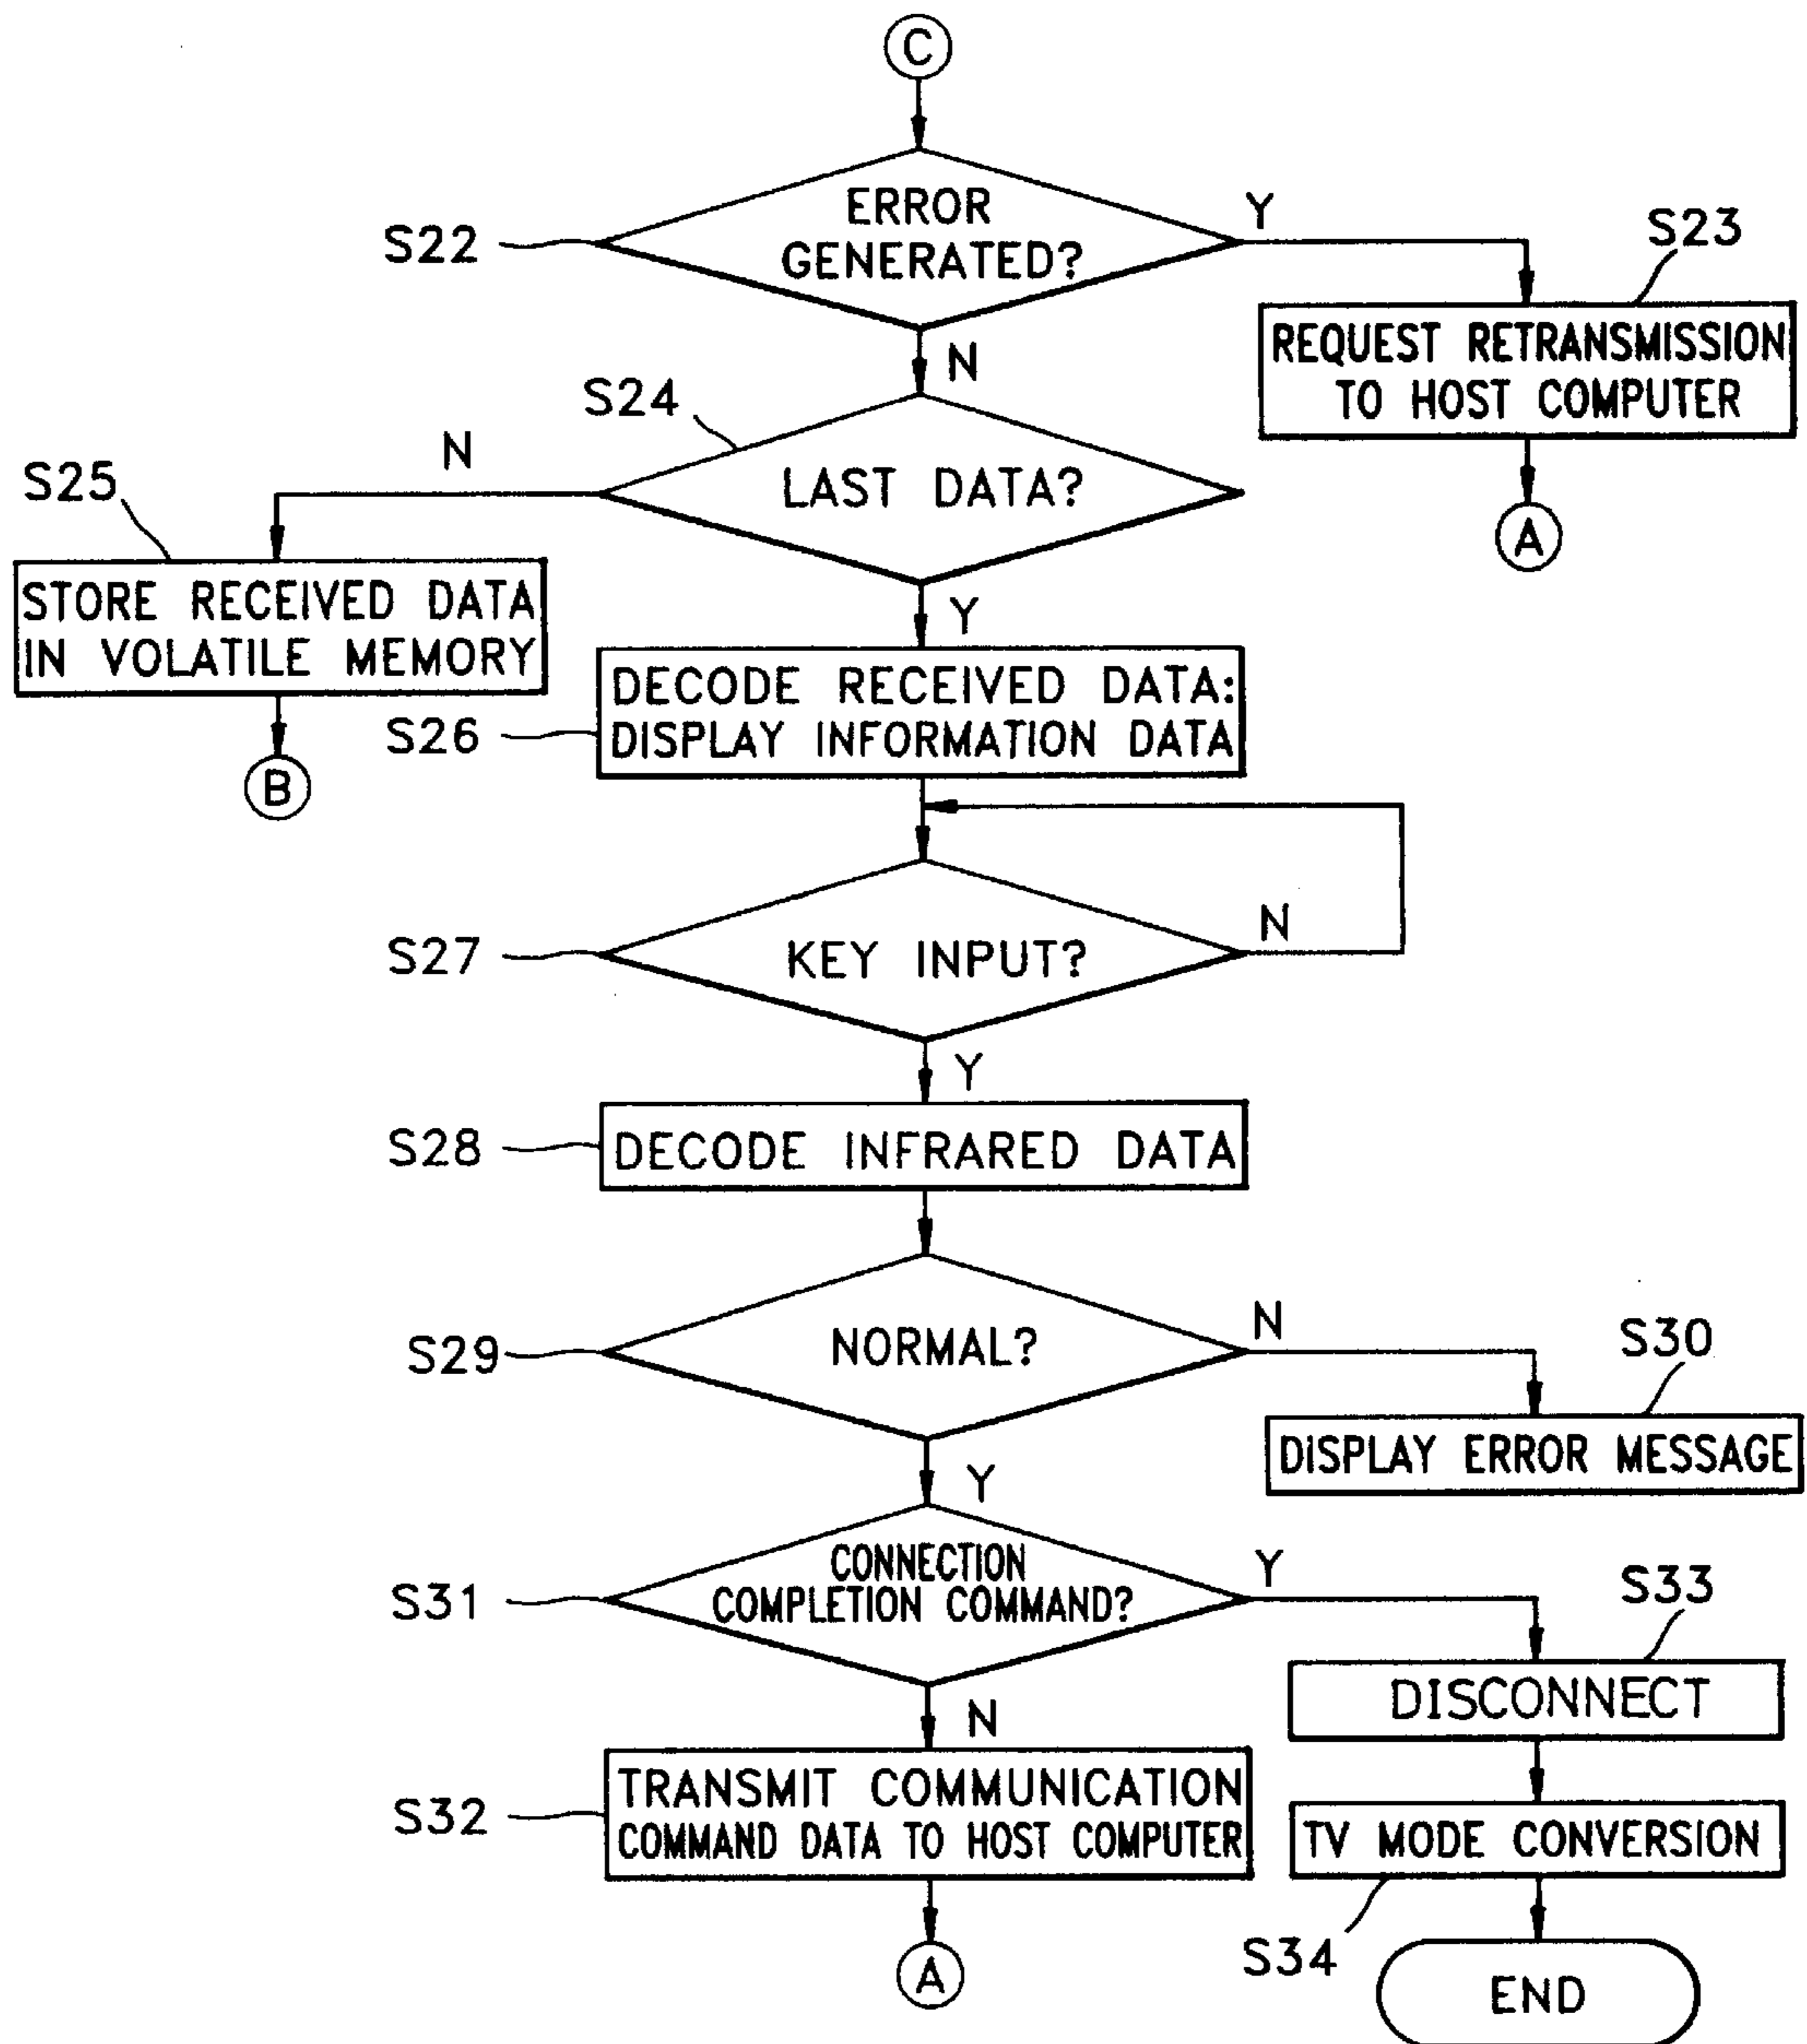 C
ERROR
GENERATED?
S22
Y
S23
REQUEST RETRANSMISSION
TO HOST COMPUTER
A
N
S24
LAST DATA?
N
S25
STORE RECEIVED DATA
IN VOLATILE MEMORY
B
Y
DECODE RECEIVED DATA:
DISPLAY INFORMATION DATA
S26
S27
KEY INPUT?
N
Y
S28
DECODE INFRARED DATA
S29
NORMAL?
N
S30
DISPLAY ERROR MESSAGE
Y
S31
CONNECTION
COMPLETION COMMAND?
Y
S33
DISCONNECT
N
S32
TRANSMIT COMMUNICATION
COMMAND DATA TO HOST COMPUTER
A
TV MODE CONVERSION
S34
END